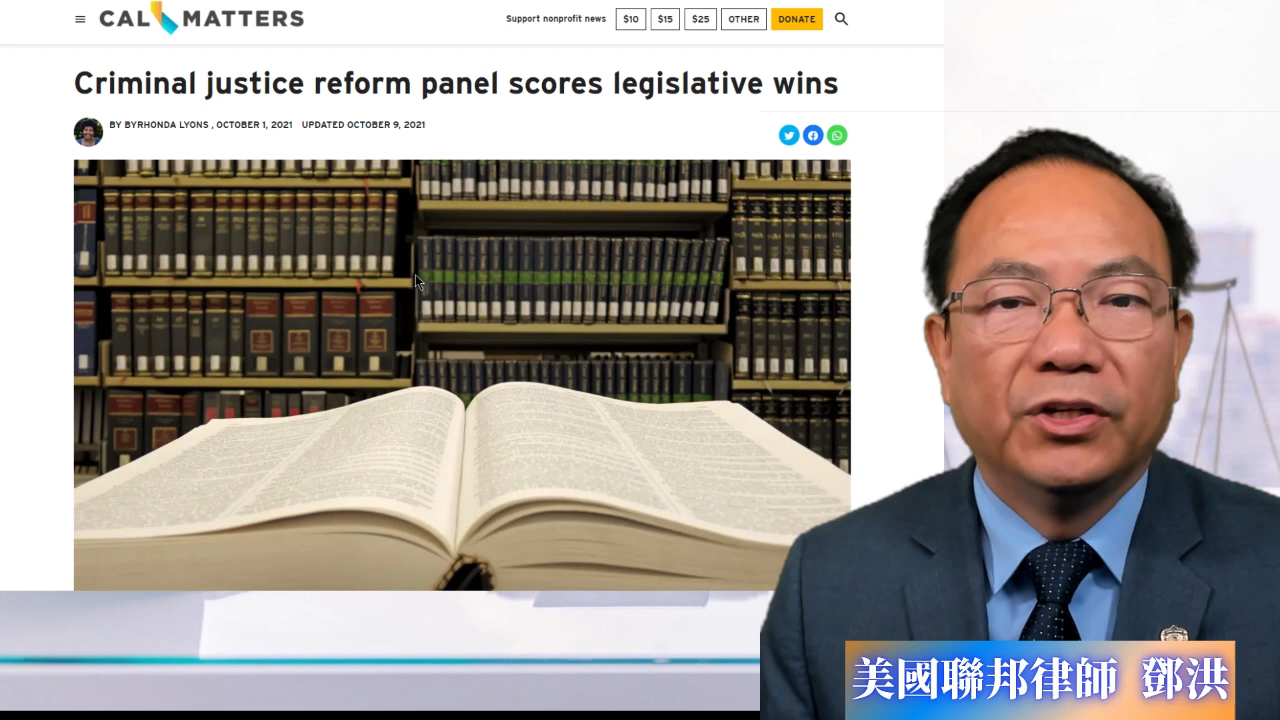 CAL MATTERS
Support nonprofit news $10 $15 $25 OTHER DONATE
Criminal justice reform panel scores legislative wins
BY BYRHONDA LYONS , OCTOBER 1, 2021 UPDATED OCTOBER 9, 2021
美國聯邦律師 鄧洪